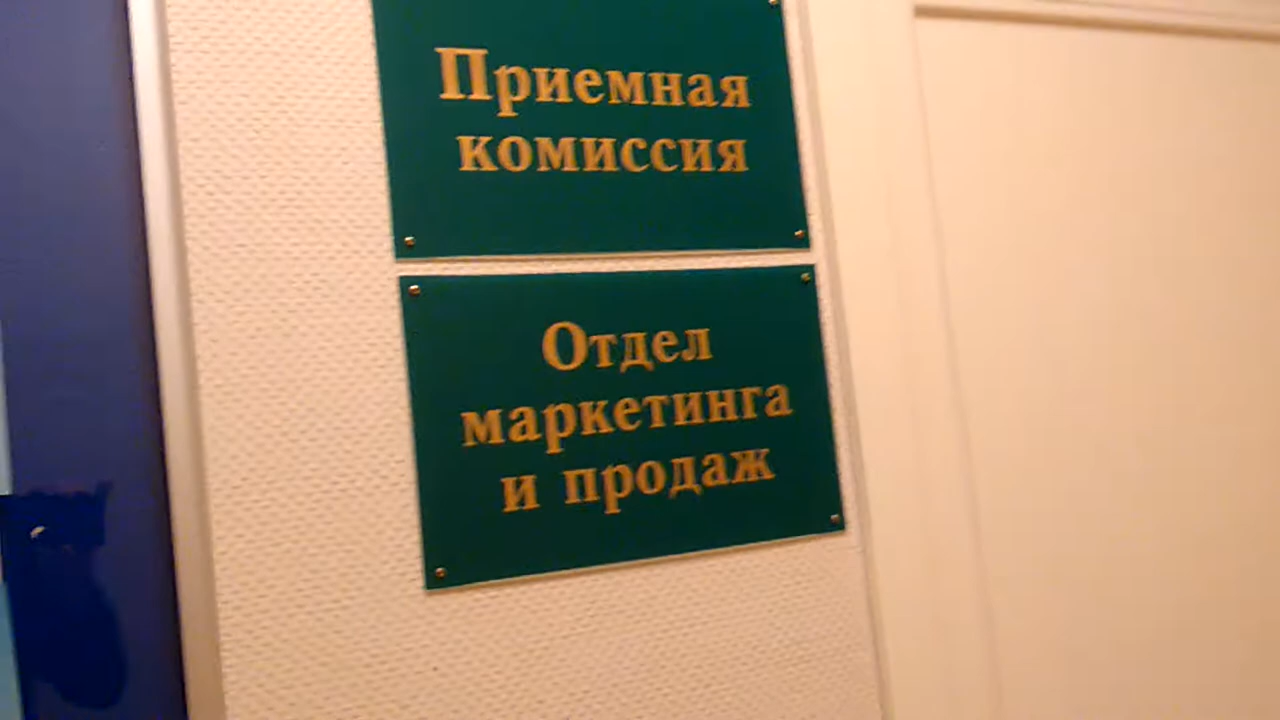 Приемная
комиссия
Отдел
маркетинга
и продаж